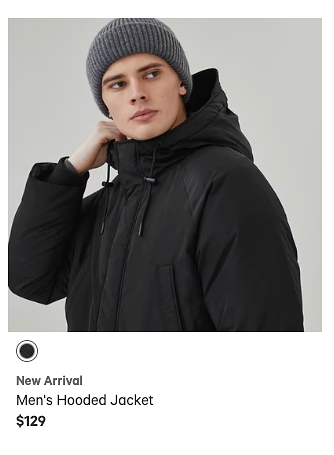 New Arrival
Men's Hooded Jacket
$129